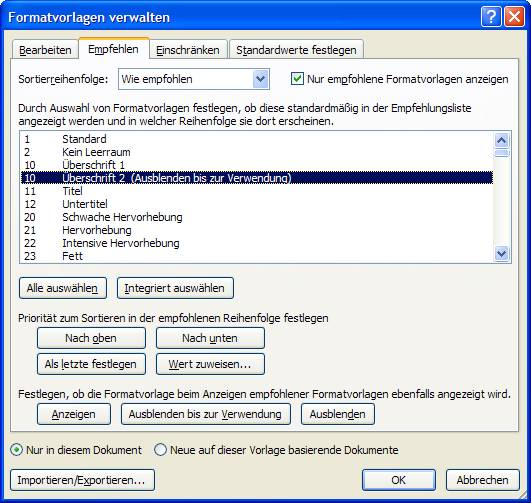 Formatvorlagen verwalten
Bearbeiten Empfehlen Einschränken Standardwerte festlegen
Sortierreihenfolge: Wie empfohlen Nur empfohlene Formatvorlagen anzeigen
Durch Auswahl von Formatvorlagen festlegen, ob diese standardmäßig in der Empfehlungsliste
angezeigt werden und in welcher Reihenfolge sie dort erscheinen.
1 Standard
2 Kein Leerraum
10 Überschrift 1
10 Überschrift 2 (Ausblenden bis zur Verwendung)
11 Titel
12 Untertitel
20 Schwache Hervorhebung
21 Hervorhebung
22 Intensive Hervorhebung
23 Fett
Alle auswählen Integriert auswählen
Priorität zum Sortieren in der empfohlenen Reihenfolge festlegen
Nach oben Nach unten
Als letzte festlegen Wert zuweisen...
Festlegen, ob die Formatvorlage beim Anzeigen empfohlener Formatvorlagen ebenfalls angezeigt wird.
Anzeigen Ausblenden bis zur Verwendung Ausblenden
Nur in diesem Dokument Neue auf dieser Vorlage basierende Dokumente
Importieren/Exportieren... OK Abbrechen